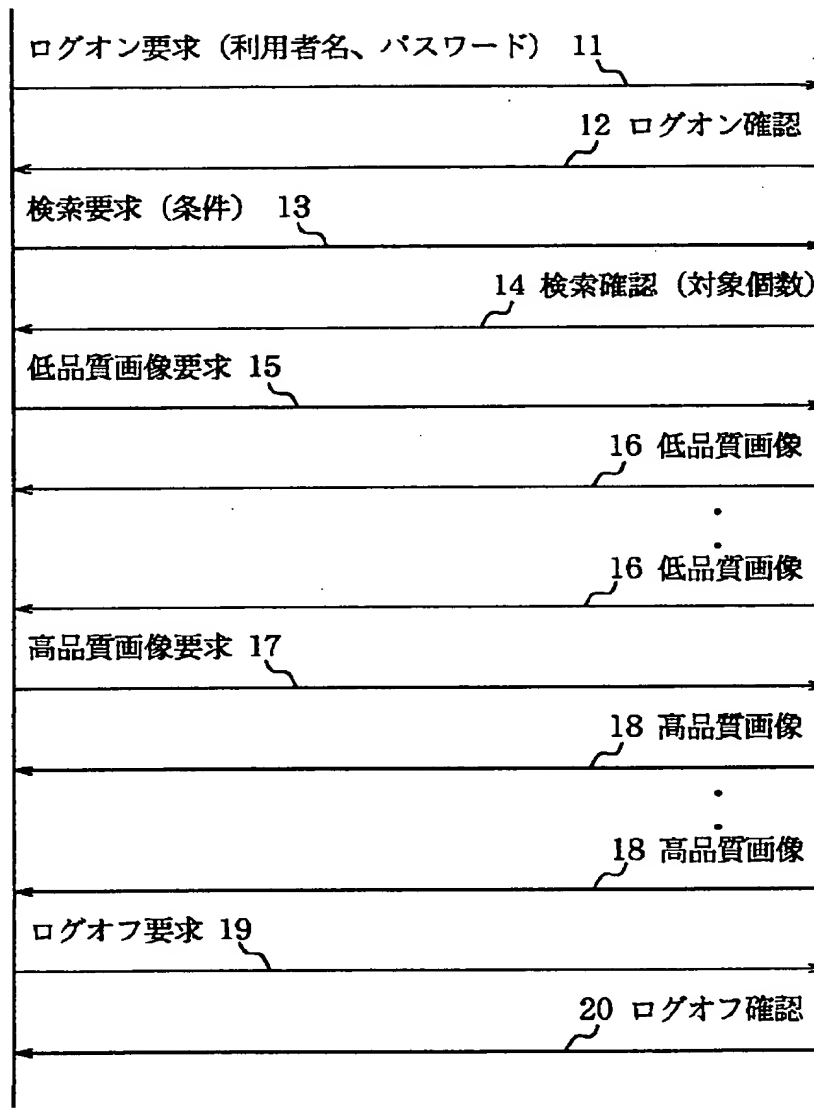 ログオン要求（利用者名、パスワード） 11
12 ログオン確認
検索要求（条件） 13
14 検索確認（対象個数）
低品質画像要求 15
16 低品質画像
16 低品質画像
高品質画像要求 17
18 高品質画像
18 高品質画像
ログオフ要求 19
20 ログオフ確認